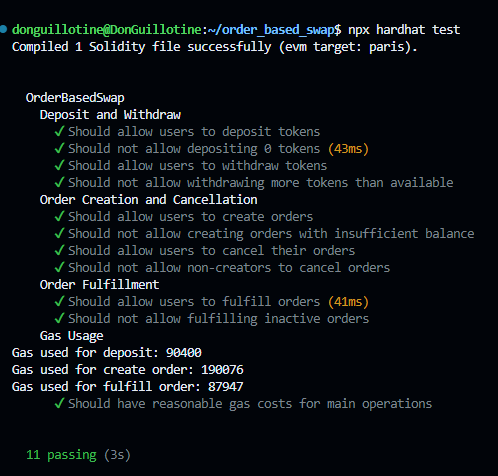 donguillotine@DonGuillotine:~/order_based_swap$ npx hardhat test
Compiled 1 Solidity file successfully (evm target: paris).
OrderBasedSwap
Deposit and Withdraw
✓ Should allow users to deposit tokens
✓ Should not allow depositing 0 tokens (43ms)
✓ Should allow users to withdraw tokens
✓ Should not allow withdrawing more tokens than available
Order Creation and Cancellation
✓ Should allow users to create orders
✓ Should not allow creating orders with insufficient balance
✓ Should allow users to cancel their orders
✓ Should not allow non-creators to cancel orders
Order Fulfillment
✓ Should allow users to fulfill orders (41ms)
✓ Should not allow fulfilling inactive orders
Gas Usage
Gas used for deposit: 90400
Gas used for create order: 190076
Gas used for fulfill order: 87947
✓ Should have reasonable gas costs for main operations
11 passing (3s)